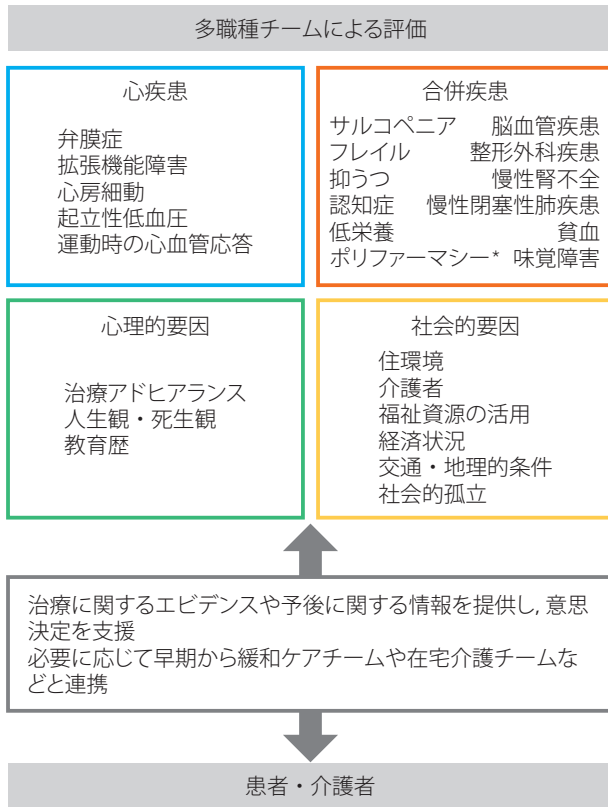 多職種チームによる評価
心疾患
弁膜症
拡張機能障害
心房細動
起立性低血圧
運動時の心血管応答
合併疾患
サルコペニア 脳血管疾患
フレイル 整形外科疾患
抑うつ 慢性腎不全
認知症 慢性閉塞性肺疾患
低栄養 貧血
ポリファーマシー* 味覚障害
心理的要因
治療アドヒアランス
人生観・死生観
教育歴
社会的要因
住環境
介護者
福祉資源の活用
経済状況
交通・地理的条件
社会的孤立
治療に関するエビデンスや予後に関する情報を提供し, 意思
決定を支援
必要に応じて早期から緩和ケアチームや在宅介護チームな
どと連携
患者・介護者